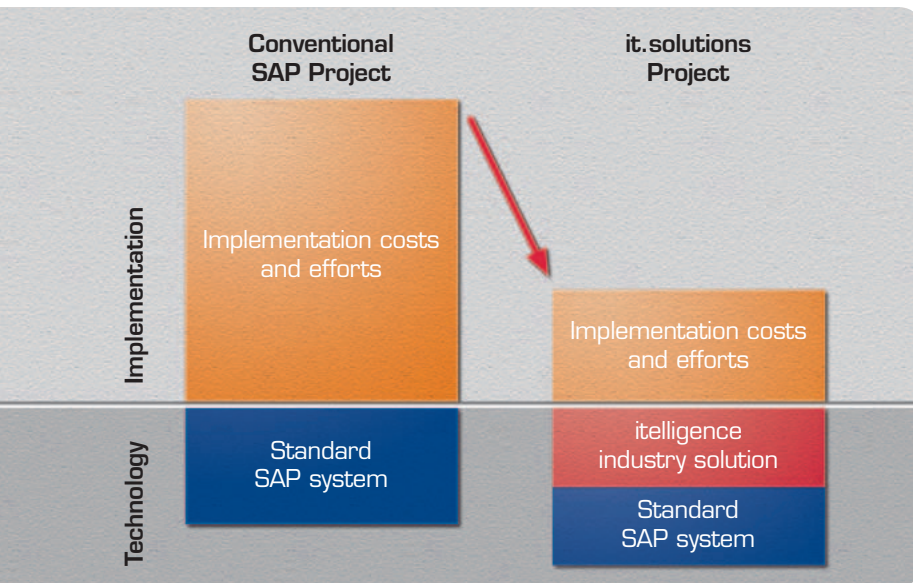 Conventional
SAP Project
it.solutions
Project
Implementation
Implementation costs
and efforts
Implementation costs
and efforts
Technology
Standard
SAP system
itelligence
industry solution
Standard
SAP system